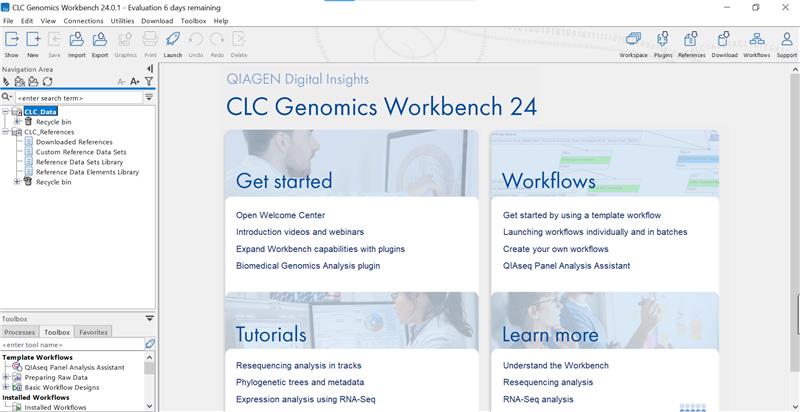 CLC Genomics Workbench 24.0.1 - Evaluation 6 days remaining
File Edit View Connections Utilities Download Toolbox Help
Show New Save Import Export Graphics Print Launch Undo Redo Delete
Workspace Plugins References Download Workflows Support
Navigation Area
A- A+
<enter search term>
CLC_Data
Recycle bin
CLC_References
Downloaded References
Custom Reference Data Sets
Reference Data Sets Library
Reference Data Elements Library
Recycle bin
Toolbox
Processes Toolbox Favorites
<enter tool name>
Template Workflows
QIAseq Panel Analysis Assistant
Preparing Raw Data
Basic Workflow Designs
Installed Workflows
Installed Workflows
QIAGEN Digital Insights
CLC Genomics Workbench 24
Get started
Open Welcome Center
Introduction videos and webinars
Expand Workbench capabilities with plugins
Biomedical Genomics Analysis plugin
Workflows
Get started by using a template workflow
Launching workflows individually and in batches
Create your own workflows
QIAseq Panel Analysis Assistant
Tutorials
Resequencing analysis in tracks
Phylogenetic trees and metadata
Expression analysis using RNA-Seq
Learn more
Understand the Workbench
Resequencing analysis
RNA-Seq analysis